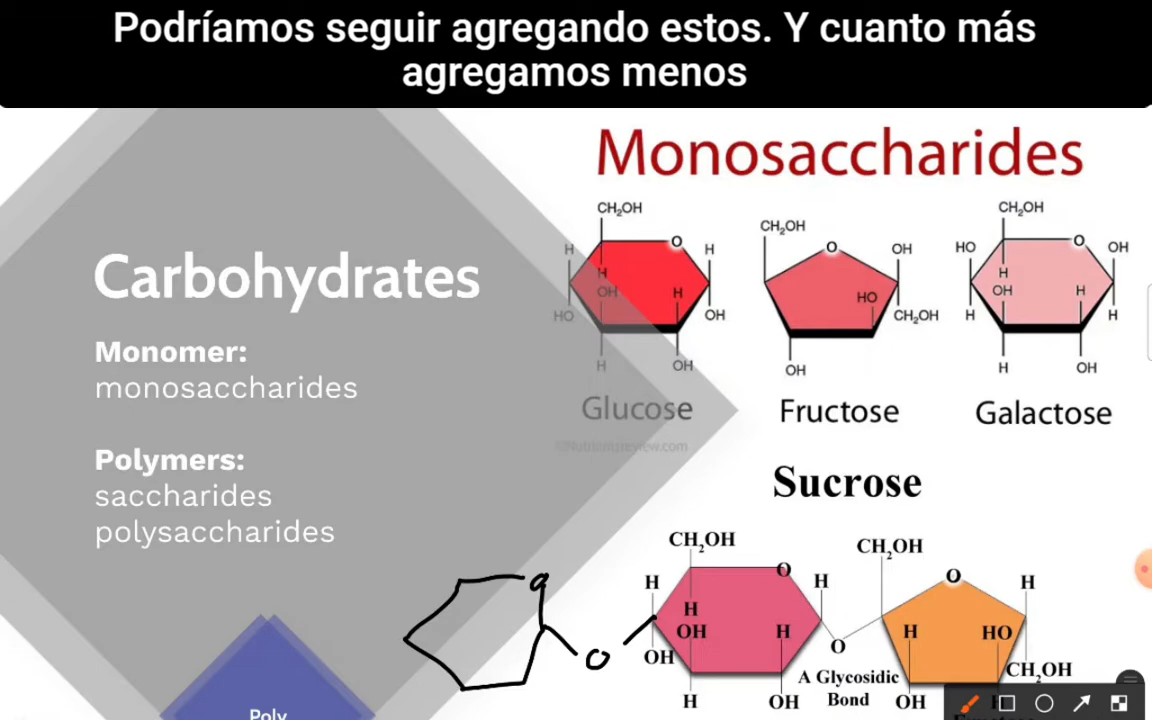 Podríamos seguir agregando estos. Y cuanto más
agregamos menos
Monosaccharides
Carbohydrates
Monomer:
monosaccharides
Polymers:
saccharides
polysaccharides
CH₂OH
H
O
H
H
OH
H
HO
OH
H
OH
Glucose
CH₂OH
O
OH
HO
CH₂OH
OH
Fructose
CH₂OH
HO
O
OH
H
OH
H
H
H
H
OH
Galactose
©Nutrientsreview.com
Sucrose
CH₂OH
H
O
H
H
OH
H
OH
H
OH
O
A Glycosidic
Bond
CH₂OH
O
H
H
HO
CH₂OH
OH
H
O
O
Poly